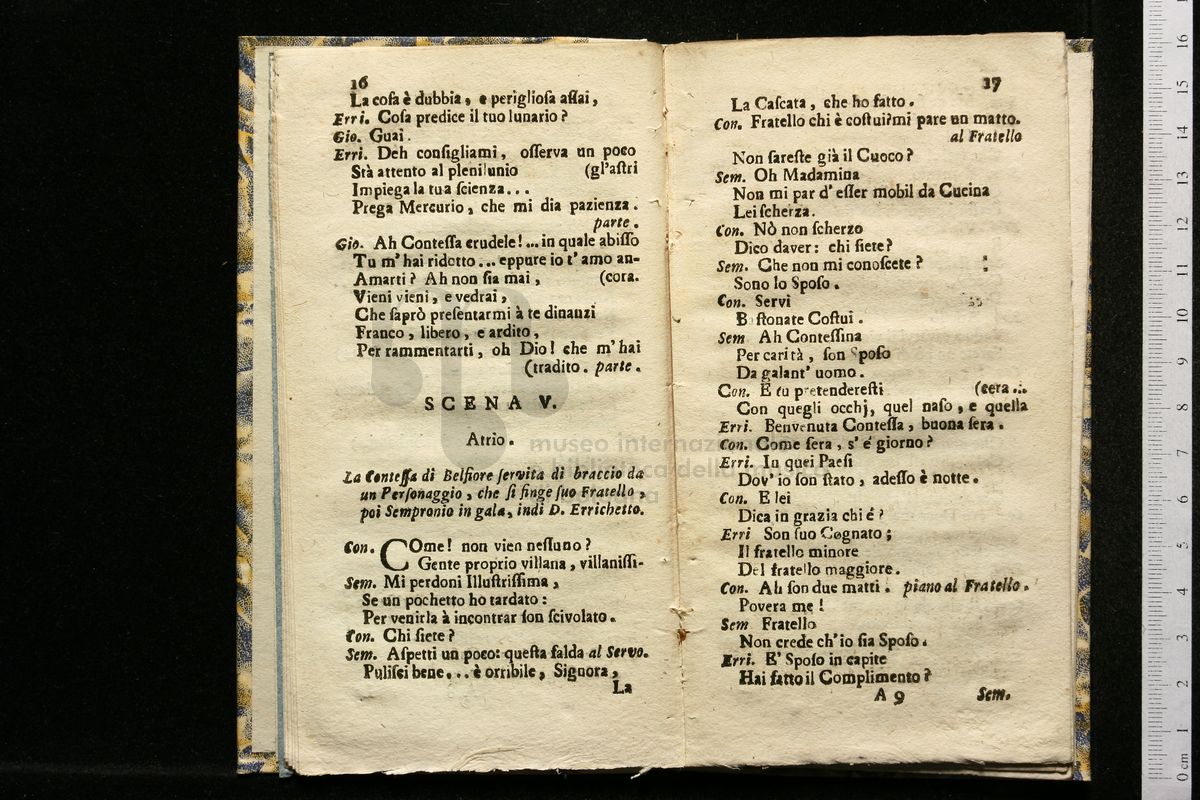 16
La coſa è dubbia, e perigliosa aſſai,
Erri. Coſa predice il tuo lunario?
Gio. Guai.
Erri. Deh conſigliami, oſſerva un poco
Stà attento al plenilunio (gl'aſtri
Impiega la tua ſcienza...
Prega Mercurio, che mi dia pazienza.
parte.
Gio. Ah Conteſſa crudele!... in quale abiſſo
Tu m' hai ridotto... eppure io t' amo an-
Amarti? Ah non ſia mai, (cora.
Vieni vieni, e vedrai,
Che ſaprò preſentarmi à te dinanzi
Franco, libero, e ardito,
Per rammentarti, oh Dio! che m' hai
(tradito. parte.
SCENA V.
Atrio.
La Conteſſa di Belfiore ſervita di braccio da
un Perſonaggio, che ſi finge ſuo Fratello,
poi Sempronio in gala, indi D. Errichetto.
Con. COme! non vien neſſuno?
Gente proprio villana, villaniſſi-
Sem. Mi perdoni Illuſtriſſima,
Se un pochetto ho tardato:
Per venirla à incontrar ſon ſcivolato.
Con. Chi ſiete?
Sem. Aſpetti un poco: queſta falda al Servo.
Puliſci bene... è orribile, Signora,
La
17
La Caſcata, che ho fatto.
Con. Fratello chi è coſtui? mi pare un matto.
al Fratello
Non ſareſte già il Cuoco?
Sem. Oh Madamina
Non mi par d' eſſer mobil da Cucina
Lei ſcherza.
Con. Nò non ſcherzo
Dico daver: chi ſiete?
Sem. Che non mi conoſcete?
Sono lo Spoſo.
Con. Servi
Baſtonate Coſtui.
Sem Ah Conteſſina
Per carità, ſon Spoſo
Da galant' uomo.
Con. E tu pretendereſti (cera...
Con quegli occhj, quel naſo, e quella
Erri. Benvenuta Conteſſa, buona ſera.
Con. Come ſera, s' é giorno?
Erri. In quei Paeſi
Dov' io ſon ſtato, adeſſo è notte.
Con. E lei
Dica in grazia chi é?
Erri Son ſuo Cognato;
Il fratello minore
Del fratello maggiore.
Con. Ah ſon due matti. piano al Fratello.
Povera me!
Sem Fratello
Non crede ch' io ſia Spoſo.
Erri. E' Spoſo in capite
Hai fatto il Complimento?
A 9 Sem.